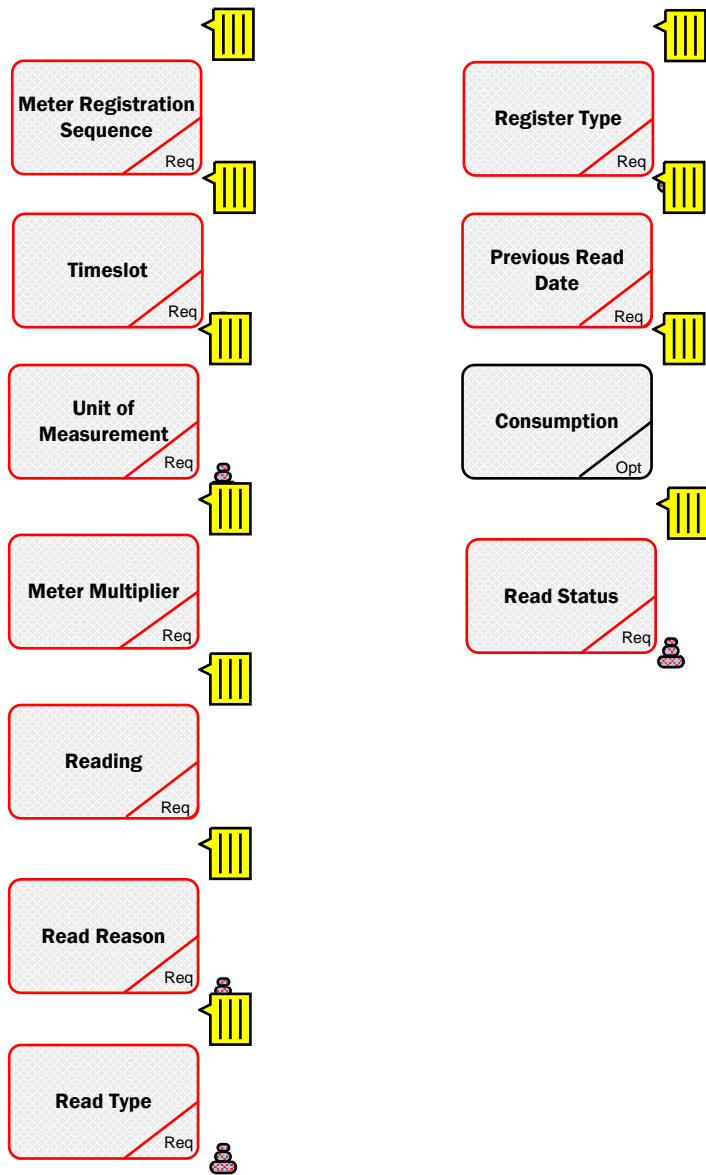 Meter Registration
Sequence
Req
Register Type
Req
Timeslot
Req
Previous Read
Date
Req
Unit of
Measurement
Req
Consumption
Opt
Meter Multiplier
Req
Read Status
Req
Reading
Req
Read Reason
Req
Read Type
Req